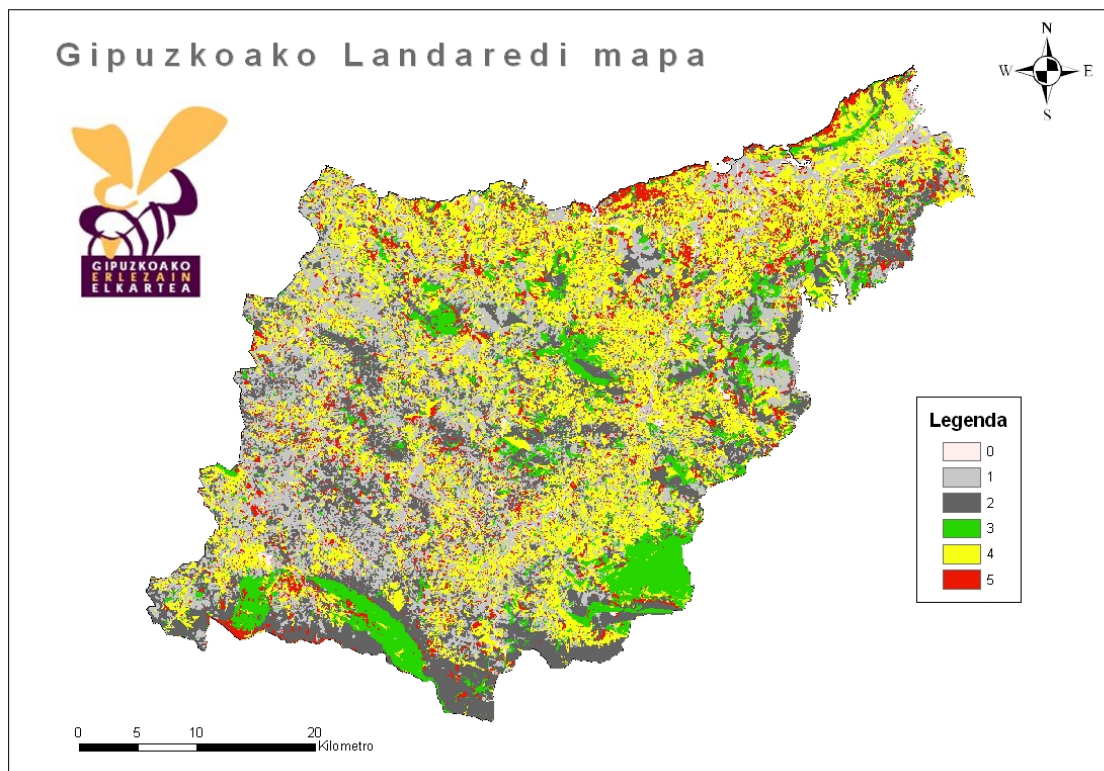 Gipuzkoako Landaredi mapa
N
W E
S
GIPUZKOAKO
ERLEZAIN
ELKARTEA
Legenda
0
1
2
3
4
5
0 5 10 20
Kilometro